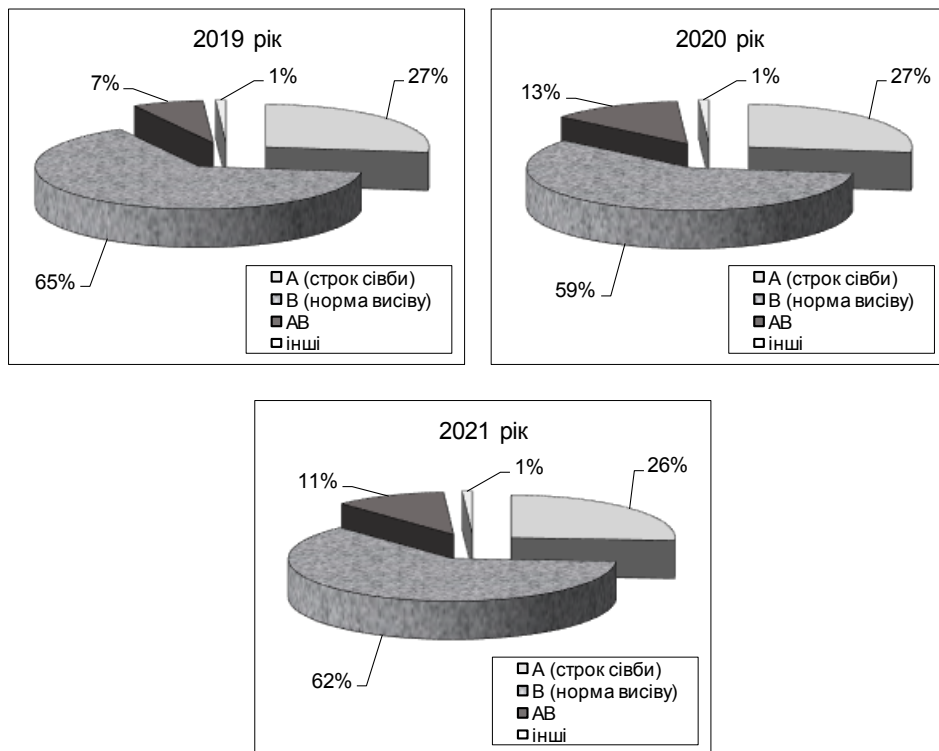 2019 рік
7%
1%
27%
65%
А (строк сівби)
В (норма висіву)
АВ
інші
2020 рік
13%
1%
27%
59%
А (строк сівби)
В (норма висіву)
АВ
інші
2021 рік
11%
1%
26%
62%
А (строк сівби)
В (норма висіву)
АВ
інші